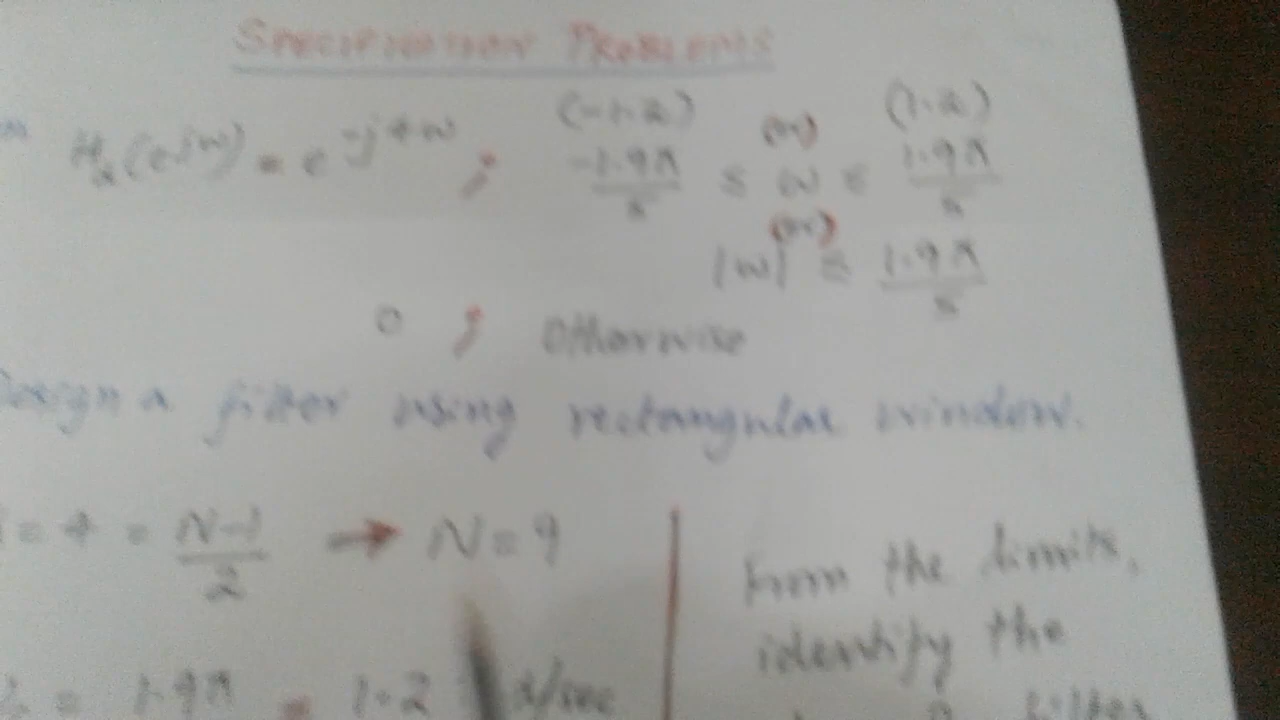 SPECIFICATION PROBLEMS
(-1.2) (or) (1.2)
Hd(e^jω) = e^-j4ω ; -1.9π/5 ≤ ω ≤ 1.9π/5
(or)
|ω| ≤ 1.9π/5
0 ; Otherwise
Design a filter using rectangular window.
= 4 = N-1/2 → N = 9
From the limits,
identify the
= 1.9π = 1.2 filter